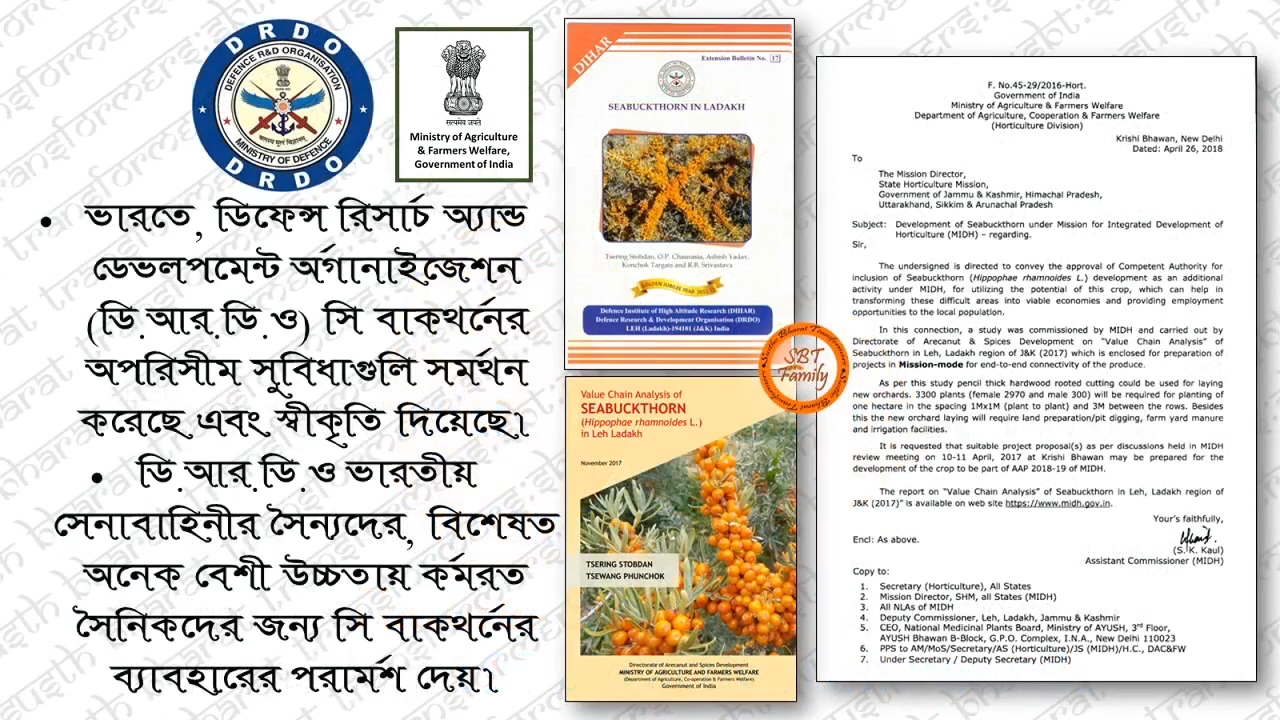 DRDO
DEFENCE R&D ORGANISATION
MINISTRY OF DEFENCE
DRDO
सत्यमेव जयते
Ministry of Agriculture
& Farmers Welfare,
Government of India
• ভারতে, ডিফেন্স রিসার্চ অ্যান্ড
ডেভলপমেন্ট অর্গানাইজেশন
(ডি.আর.ডি.ও) সি বাকথর্নের
অপরিসীম সুবিধাগুলি সমর্থন
করেছে এবং স্বীকৃতি দিয়েছে।
• ডি.আর.ডি.ও ভারতীয়
সেনাবাহিনীর সৈন্যদের, বিশেষত
অনেক বেশী উচ্চতায় কর্মরত
সৈনিকদের জন্য সি বাকথর্নের
ব্যাবহারের পরামর্শ দেয়।
DIHAR
Extension Bulletin No. 17
SEABUCKTHORN IN LADAKH
Tsering Stobdan, O.P. Chaurasia, Ashish Yadav,
Konchok Targais and R.B. Srivastava
GOLDEN JUBILEE YEAR
Defence Institute of High Altitude Research (DIHAR)
Defence Research & Development Organisation (DRDO)
LEH (Ladakh)-194101 (J&K) India
Value Chain Analysis of
SEABUCKTHORN
(Hippophae rhamnoides L.)
in Leh Ladakh
November 2017
TSERING STOBDAN
TSEWANG PHUNCHOK
Directorate of Arecanut and Spices Development
MINISTRY OF AGRICULTURE AND FARMERS WELFARE
(Department of Agriculture, Co-operation & Farmers Welfare)
Government of India
SBT
Family
F. No.45-29/2016-Hort.
Government of India
Ministry of Agriculture & Farmers Welfare
Department of Agriculture, Cooperation & Farmers Welfare
(Horticulture Division)
Krishi Bhawan, New Delhi
Dated: April 26, 2018
To
The Mission Director,
State Horticulture Mission,
Government of Jammu & Kashmir, Himachal Pradesh,
Uttarakhand, Sikkim & Arunachal Pradesh
Subject: Development of Seabuckthorn under Mission for Integrated Development of
Horticulture (MIDH) – regarding.
Sir,
The undersigned is directed to convey the approval of Competent Authority for
inclusion of Seabuckthorn (Hippophae rhamnoides L.) development as an additional
activity under MIDH, for utilizing the potential of this crop, which can help in
transforming these difficult areas into viable economies and providing employment
opportunities to the local population.
In this connection, a study was commissioned by MIDH and carried out by
Directorate of Arecanut & Spices Development on "Value Chain Analysis" of
Seabuckthorn in Leh, Ladakh region of J&K (2017) which is enclosed for preparation of
projects in Mission-mode for end-to-end connectivity of the produce.
As per this study pencil thick hardwood rooted cutting could be used for laying
new orchards. 3300 plants (female 2970 and male 300) will be required for planting of
one hectare in the spacing 1Mx1M (plant to plant) and 3M between the rows. Besides
this the new orchard laying will require land preparation/pit digging, farm yard manure
and irrigation facilities.
It is requested that suitable project proposal(s) as per discussions held in MIDH
review meeting on 10-11 April, 2017 at Krishi Bhawan may be prepared for the
development of the crop to be part of AAP 2018-19 of MIDH.
The report on "Value Chain Analysis" of Seabuckthorn in Leh, Ladakh region of
J&K (2017)" is available on web site https://www.midh.gov.in.
Your's faithfully,
(S. K. Kaul)
Assistant Commissioner (MIDH)
Encl: As above.
Copy to:
1. Secretary (Horticulture), All States
2. Mission Director, SHM, all States (MIDH)
3. All NLAs of MIDH
4. Deputy Commissioner, Leh, Ladakh, Jammu & Kashmir
5. CEO, National Medicinal Plants Board, Ministry of AYUSH, 3rd Floor,
AYUSH Bhawan B-Block, G.P.O. Complex, I.N.A., New Delhi 110023
6. PPS to AM/MoS/Secretary/AS (Horticulture)/JS (MIDH)/H.C., DAC&FW
7. Under Secretary / Deputy Secretary (MIDH)